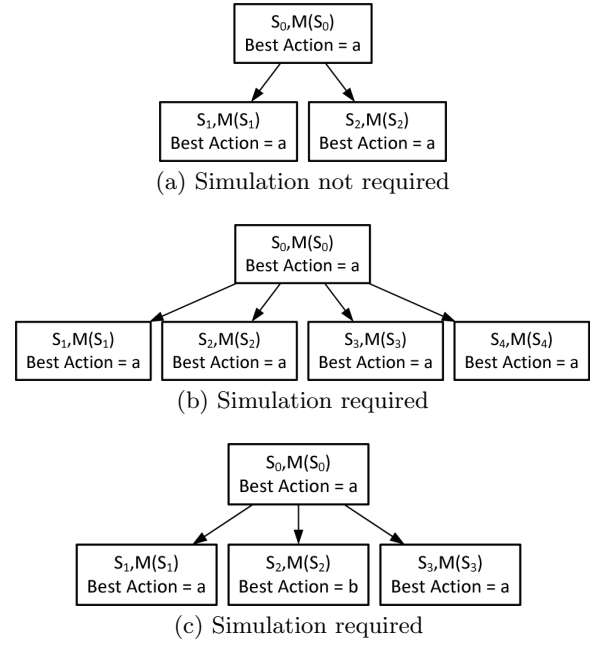 S₀,M(S₀)
Best Action = a
S₁,M(S₁)
Best Action = a
S₂,M(S₂)
Best Action = a
(a) Simulation not required
S₀,M(S₀)
Best Action = a
S₁,M(S₁)
Best Action = a
S₂,M(S₂)
Best Action = a
S₃,M(S₃)
Best Action = a
S₄,M(S₄)
Best Action = a
(b) Simulation required
S₀,M(S₀)
Best Action = a
S₁,M(S₁)
Best Action = a
S₂,M(S₂)
Best Action = b
S₃,M(S₃)
Best Action = a
(c) Simulation required